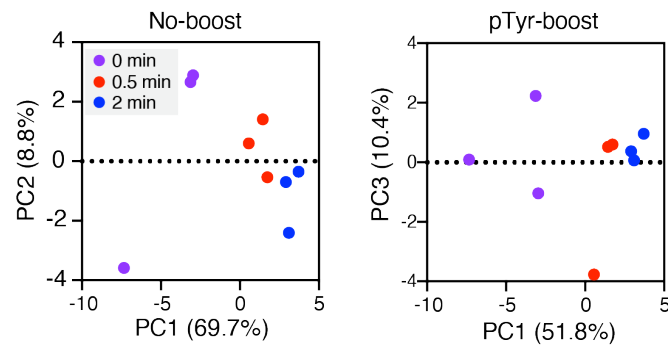 No-boost
4
2
0
-2
-4
PC2 (8.8%)
0 min
0.5 min
2 min
-10
-5
0
5
PC1 (69.7%)
pTyr-boost
4
2
0
-2
-4
PC3 (10.4%)
-10
-5
0
5
PC1 (51.8%)